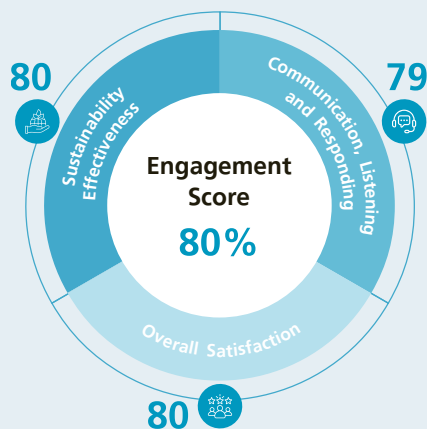 80
79
Sustainability
Effectiveness
Communication, Listening
and Responding
Engagement
Score
80%
Overall Satisfaction
80